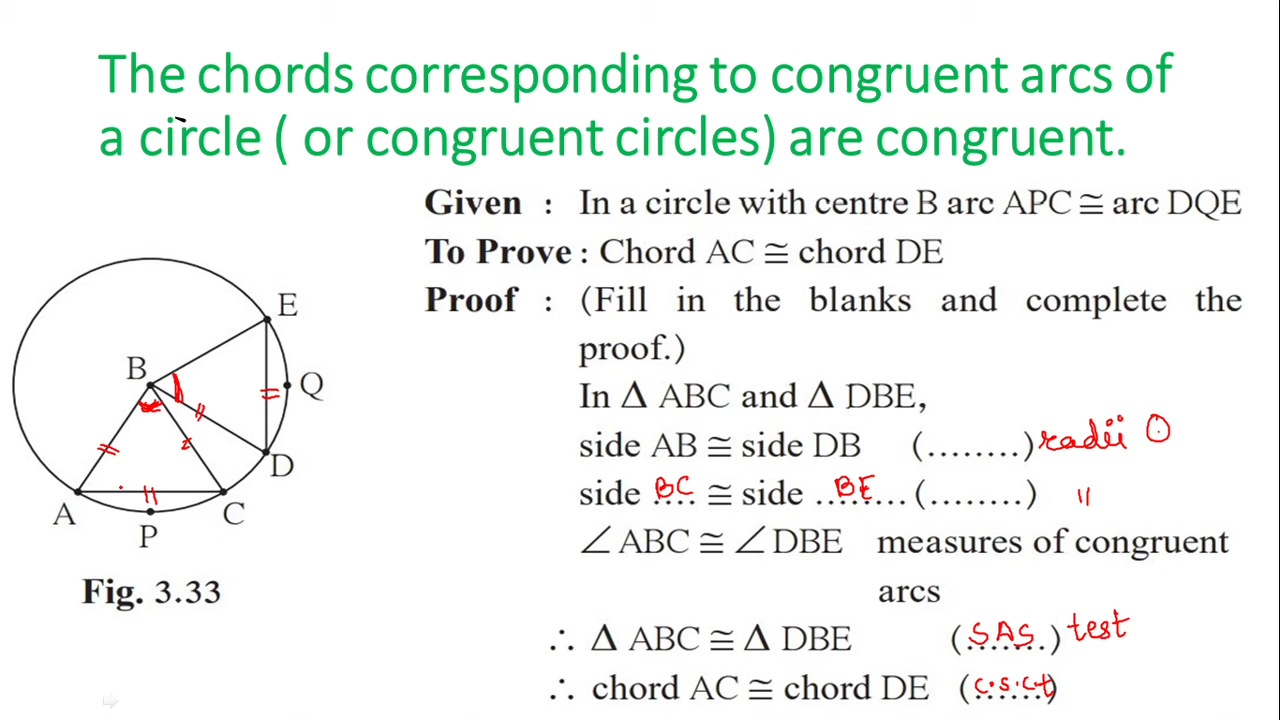 The chords corresponding to congruent arcs of
a circle ( or congruent circles) are congruent.
Given : In a circle with centre B arc APC ≅ arc DQE
To Prove : Chord AC ≅ chord DE
Proof : (Fill in the blanks and complete the
proof.)
In Δ ABC and Δ DBE,
side AB ≅ side DB (........) radii ⊙
side BC ≅ side BE (........) "
∠ABC ≅ ∠DBE measures of congruent
arcs
∴ Δ ABC ≅ Δ DBE (SAS) test
∴ chord AC ≅ chord DE (c.s.c.t)
E
B
Q
D
A
C
P
Fig. 3.33